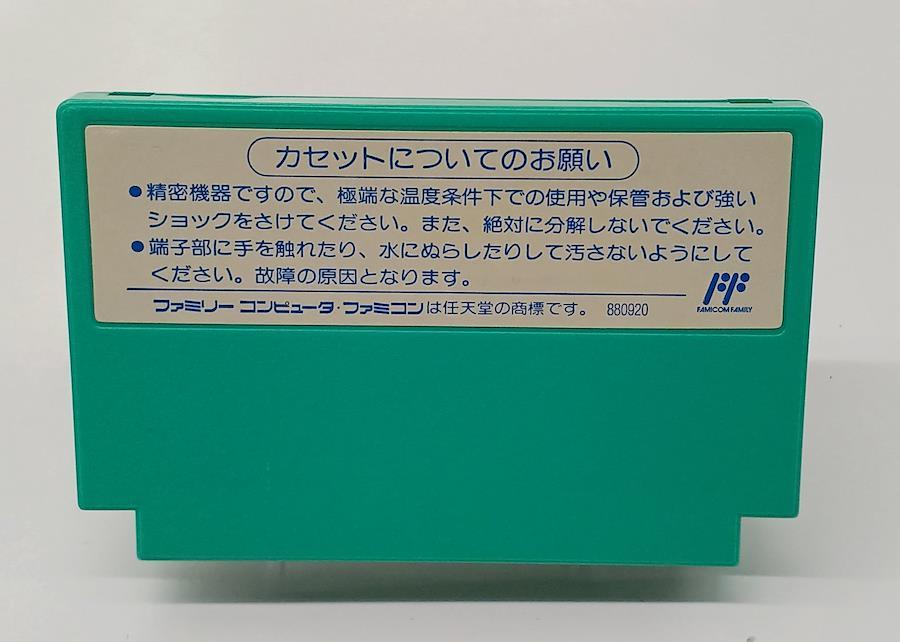 カセットについてのお願い
●精密機器ですので、極端な温度条件下での使用や保管および強い
ショックをさけてください。また、絶対に分解しないでください。
●端子部に手を触れたり、水にぬらしたりして汚さないようにして
ください。故障の原因となります。
ファミリーコンピュータ・ファミコンは任天堂の商標です。 880920
FAMICOM FAMILY